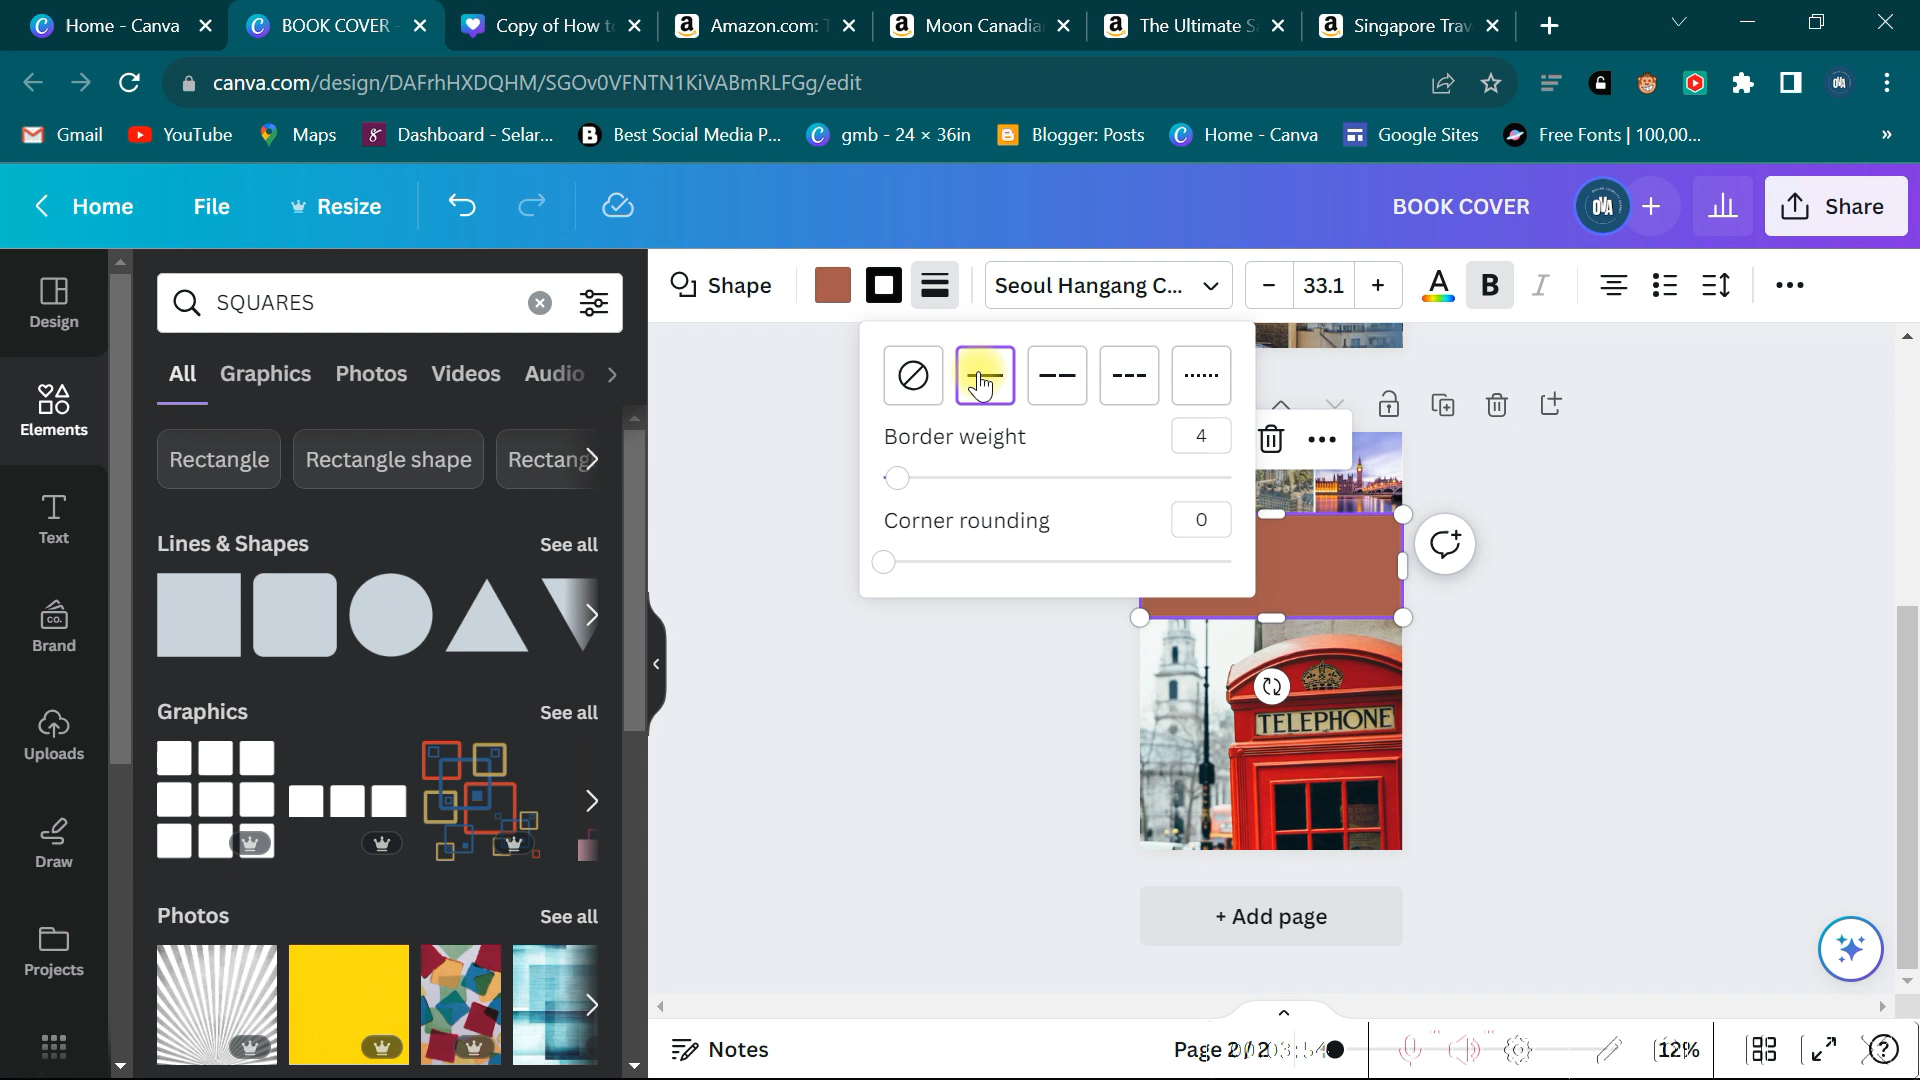 Home - Canva
BOOK COVER -
Copy of How t
Amazon.com: T
Moon Canadia
The Ultimate S
Singapore Trav
canva.com/design/DAFrhHXDQHM/SGOv0VFNTN1KiVABmRLFGg/edit
Gmail
YouTube
Maps
Dashboard - Selar...
Best Social Media P...
gmb - 24 × 36in
Blogger: Posts
Home - Canva
Google Sites
Free Fonts | 100,00...
Home
File
Resize
BOOK COVER
OVA
Share
Design
Elements
Text
Brand
Uploads
Draw
Projects
SQUARES
All
Graphics
Photos
Videos
Audio
Rectangle
Rectangle shape
Rectang
Lines & Shapes
See all
Graphics
See all
Photos
See all
Shape
Seoul Hangang C...
33.1
A
B
I
Border weight
4
Corner rounding
0
TELEPHONE
+ Add page
Notes
Page 2/2
12%